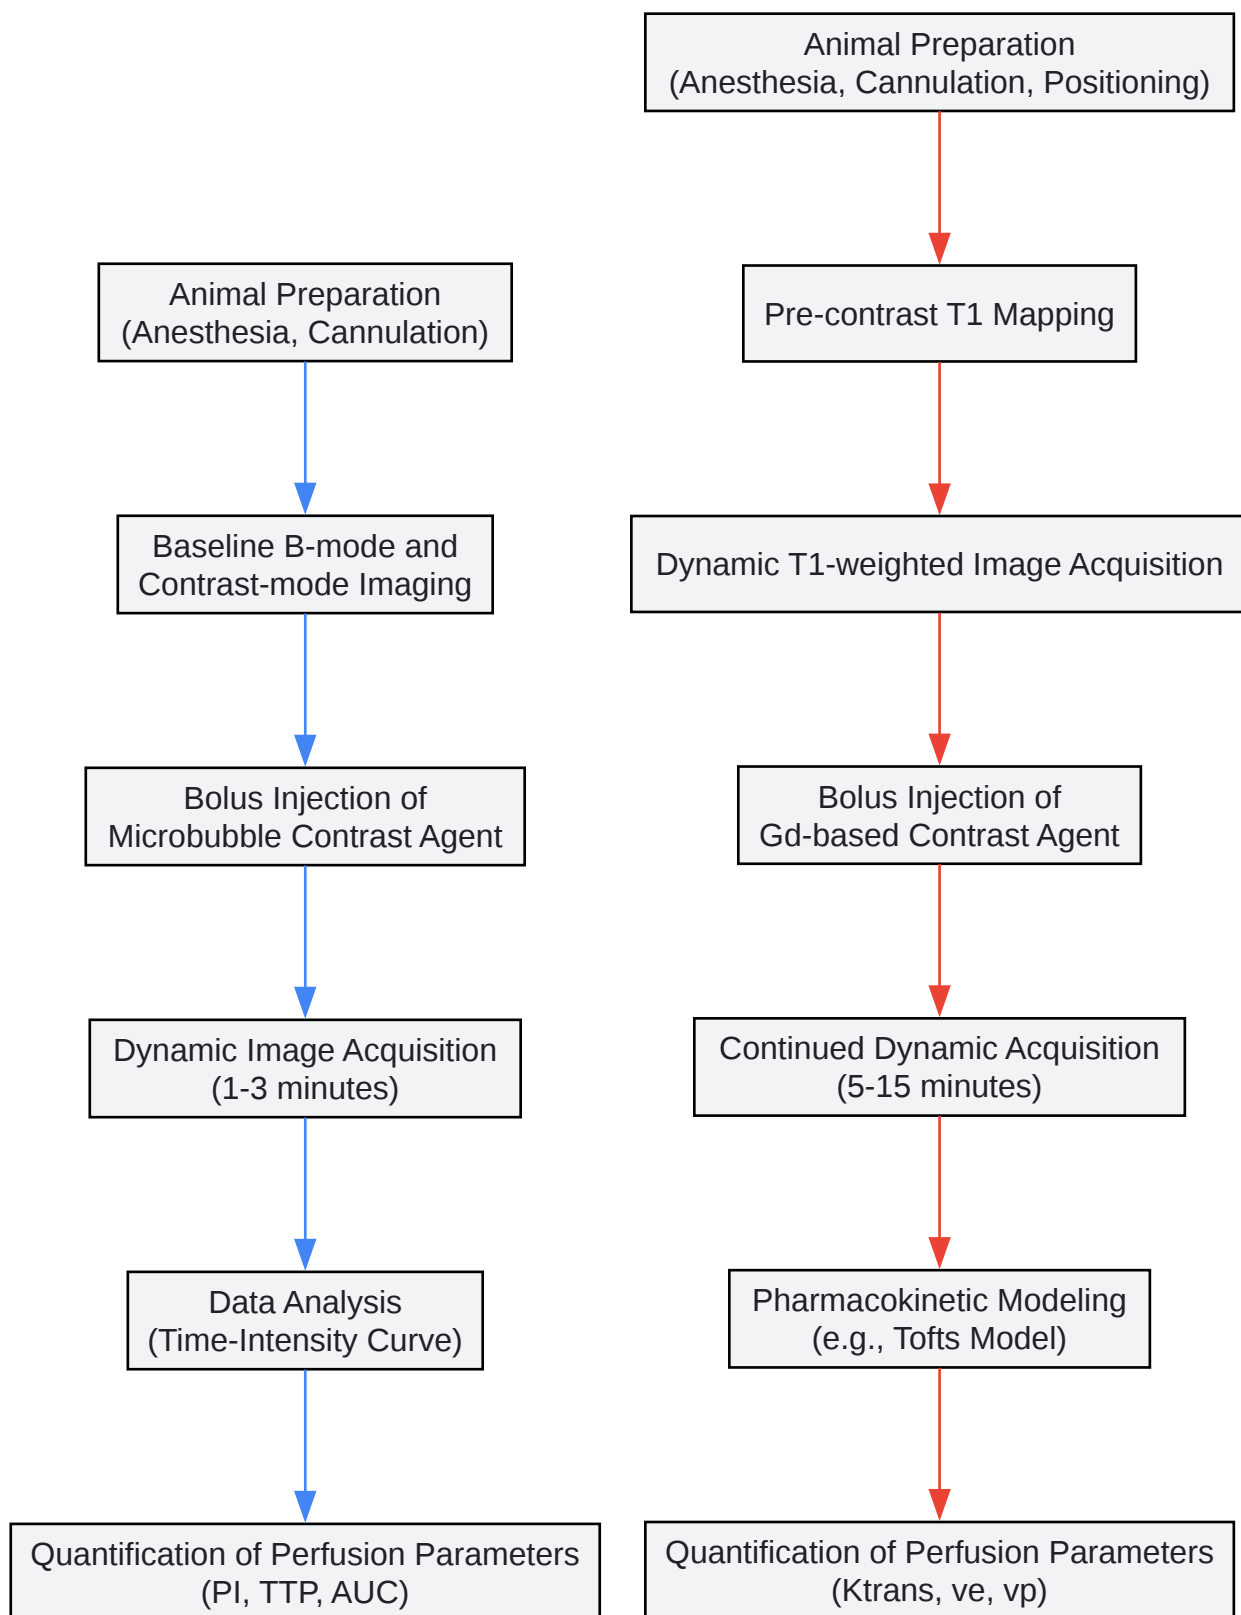 Animal Preparation
(Anesthesia, Cannulation)
Baseline B-mode and
Contrast-mode Imaging
Bolus Injection of
Microbubble Contrast Agent
Dynamic Image Acquisition
(1-3 minutes)
Data Analysis
(Time-Intensity Curve)
Quantification of Perfusion Parameters
(PI, TTP, AUC)
Animal Preparation
(Anesthesia, Cannulation, Positioning)
Pre-contrast T1 Mapping
Dynamic T1-weighted Image Acquisition
Bolus Injection of
Gd-based Contrast Agent
Continued Dynamic Acquisition
(5-15 minutes)
Pharmacokinetic Modeling
(e.g., Tofts Model)
Quantification of Perfusion Parameters
(Ktrans, ve, vp)